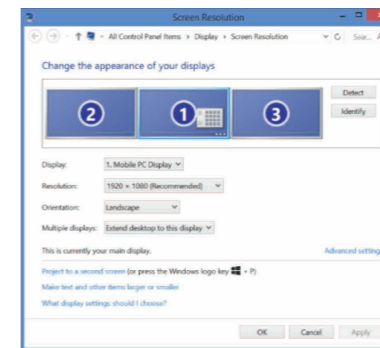 Screen Resolution
All Control Panel Items ▸ Display ▸ Screen Resolution
Sear...
Change the appearance of your displays
2
1
3
Detect
Identify
Display:
1. Mobile PC Display
Resolution:
1920 × 1080 (Recommended)
Orientation:
Landscape
Multiple displays:
Extend desktop to this display
This is currently your main display.
Advanced setting
Project to a second screen (or press the Windows logo key + P)
Make text and other items larger or smaller
What display settings should I choose?
OK
Cancel
Apply